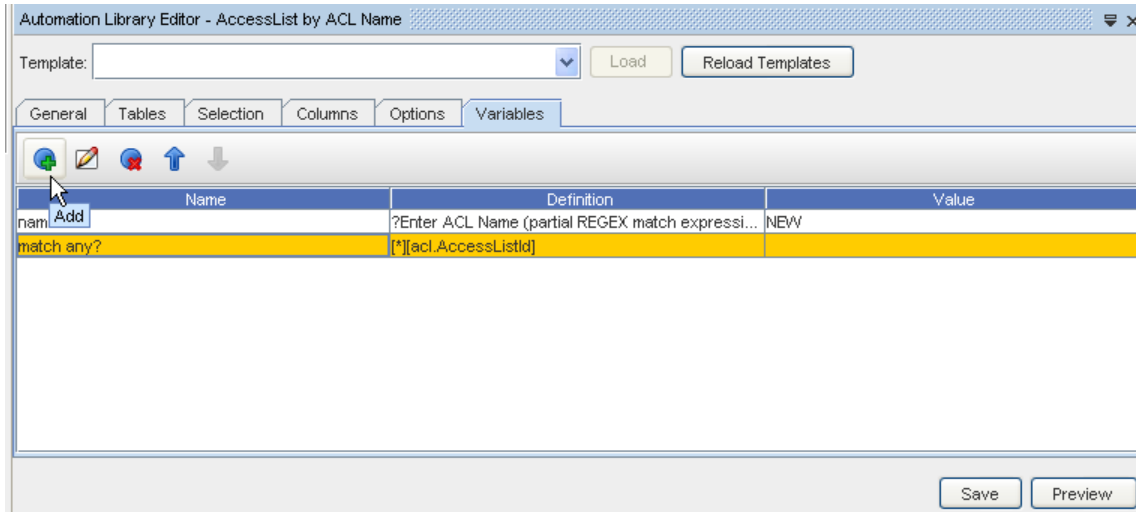 Automation Library Editor - AccessList by ACL Name
Template: Load Reload Templates
General Tables Selection Columns Options Variables
Name Definition Value
nam ?Enter ACL Name (partial REGEX match expressi... NEW
Add
match any? [*][acl.AccessListId]
Save Preview